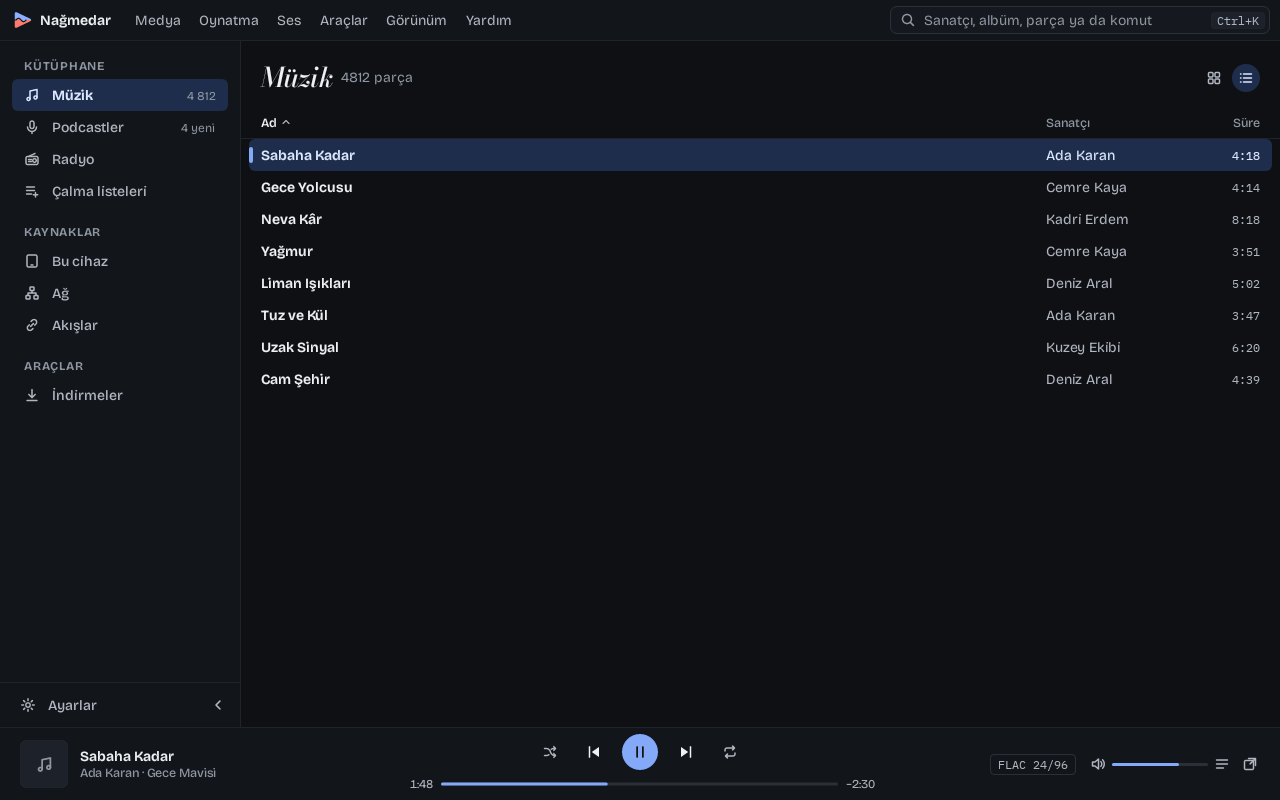 Nağmedar Medya Oynatma Ses Araçlar Görünüm Yardım Sanatçı, albüm, parça ya da komut Ctrl+K
KÜTÜPHANE
Müzik 4 812
Podcastler 4 yeni
Radyo
Çalma listeleri
KAYNAKLAR
Bu cihaz
Ağ
Akışlar
ARAÇLAR
İndirmeler
Ayarlar
Müzik 4812 parça
Ad Sanatçı Süre
Sabaha Kadar Ada Karan 4:18
Gece Yolcusu Cemre Kaya 4:14
Neva Kâr Kadri Erdem 8:18
Yağmur Cemre Kaya 3:51
Liman Işıkları Deniz Aral 5:02
Tuz ve Kül Ada Karan 3:47
Uzak Sinyal Kuzey Ekibi 6:20
Cam Şehir Deniz Aral 4:39
Sabaha Kadar
Ada Karan · Gece Mavisi
1:48 −2:30
FLAC 24/96